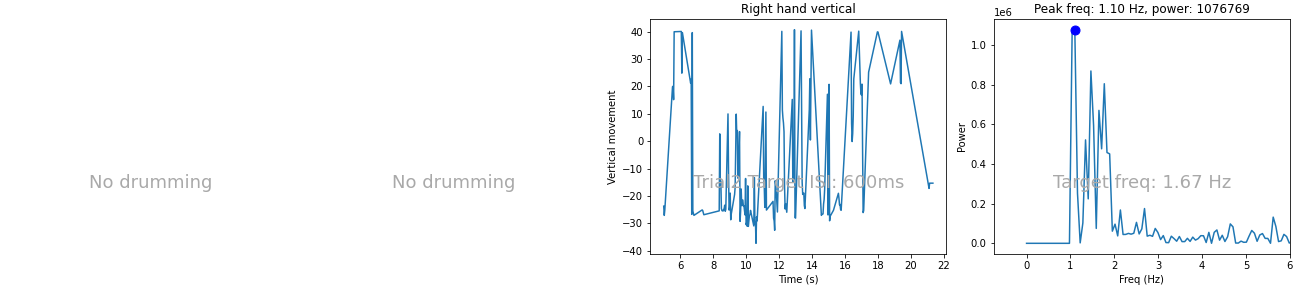 No drumming
No drumming
Right hand vertical
Vertical movement
40
30
20
10
0
−10
−20
−30
−40
Trial 2 Target ISI: 600ms
6 8 10 12 14 16 18 20 22
Time (s)
Peak freq: 1.10 Hz, power: 1076769
1e6
Power
1.0
0.8
0.6
0.4
0.2
0.0
Target freq: 1.67 Hz
0 1 2 3 4 5 6
Freq (Hz)